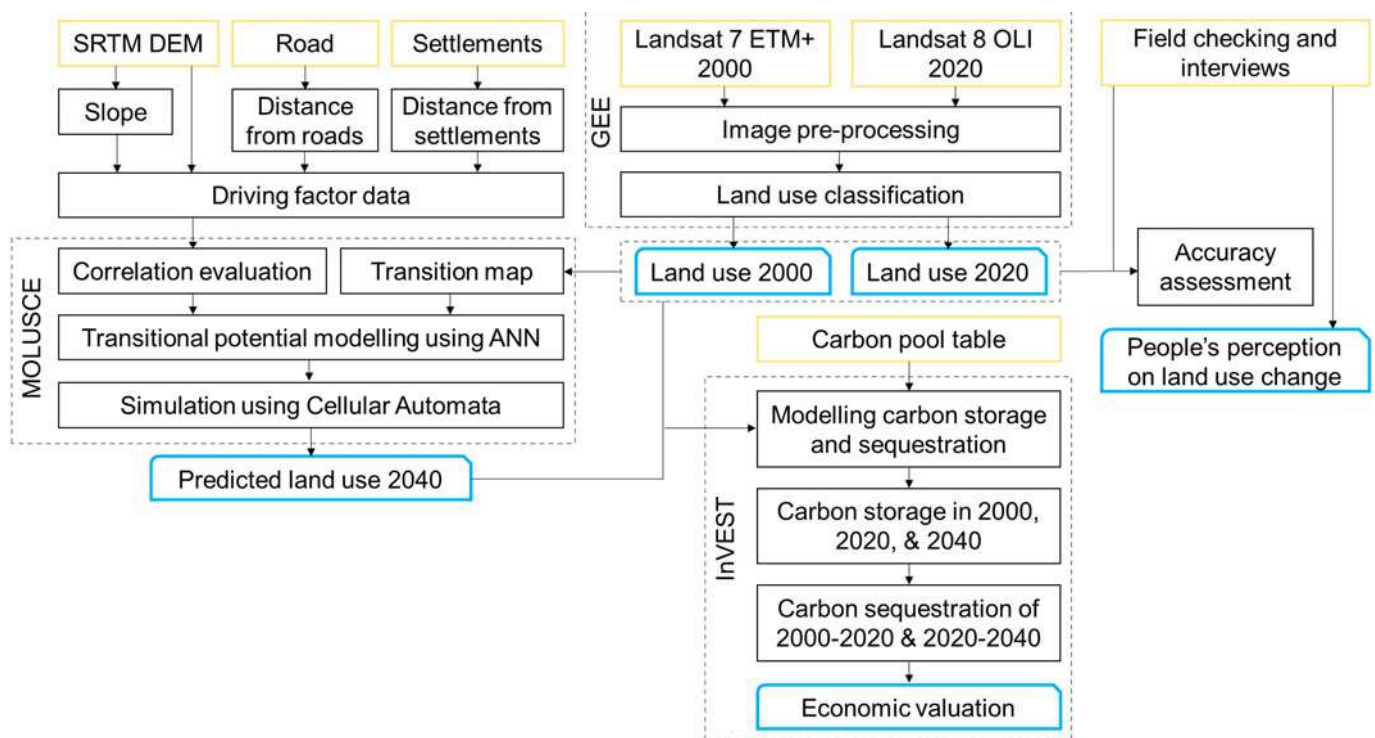 SRTM DEM
Road
Settlements
Slope
Distance
from roads
Distance from
settlements
Driving factor data
GEE
Landsat 7 ETM+
2000
Landsat 8 OLI
2020
Image pre-processing
Land use classification
Land use 2000
Land use 2020
Field checking and
interviews
Accuracy
assessment
People's perception
on land use change
MOLUSCE
Correlation evaluation
Transition map
Transitional potential modelling using ANN
Simulation using Cellular Automata
Predicted land use 2040
Carbon pool table
InVEST
Modelling carbon storage
and sequestration
Carbon storage in 2000,
2020, & 2040
Carbon sequestration of
2000-2020 & 2020-2040
Economic valuation